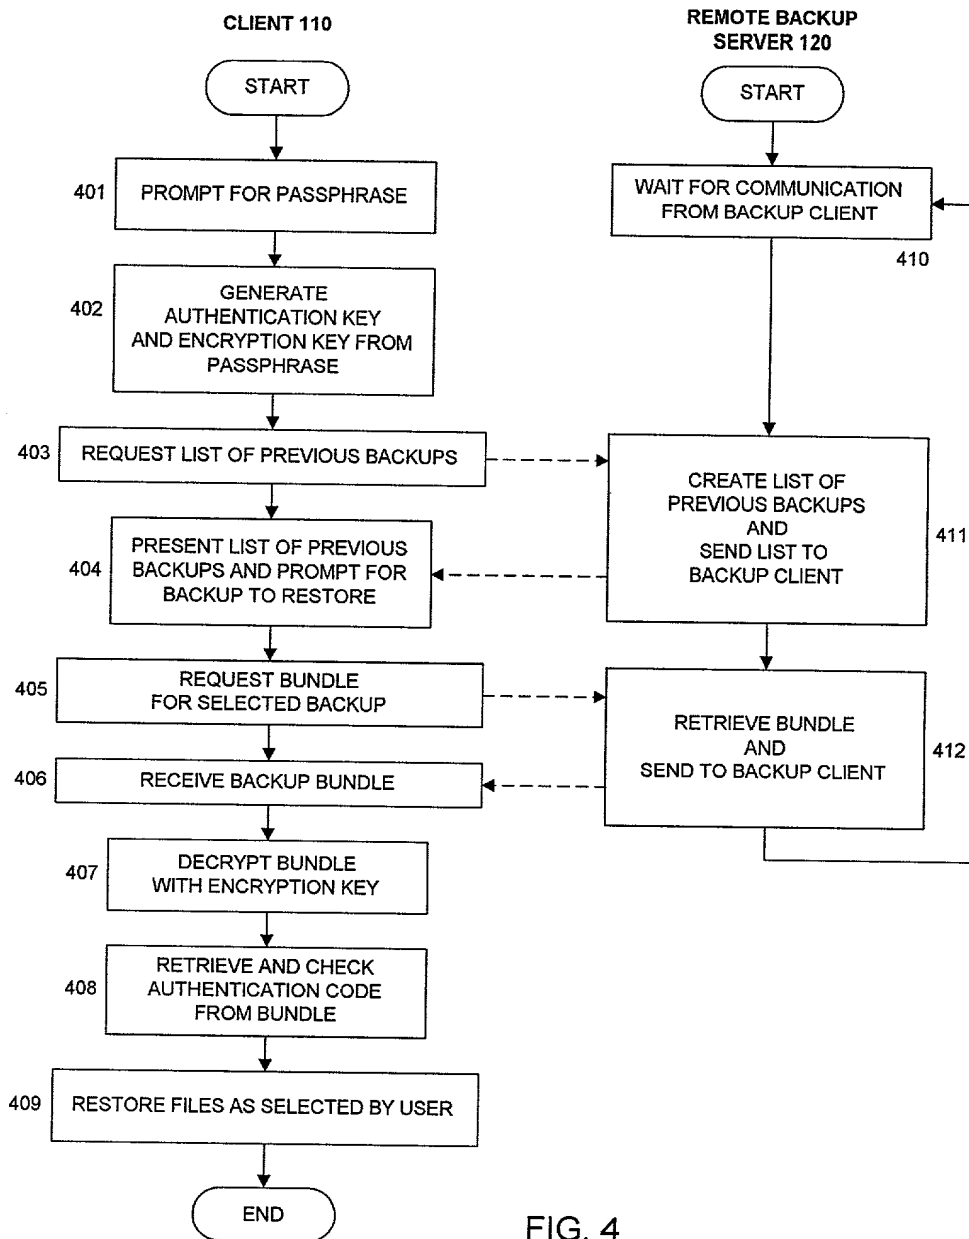 CLIENT 110
START
401
PROMPT FOR PASSPHRASE
402
GENERATE
AUTHENTICATION KEY
AND ENCRYPTION KEY FROM
PASSPHRASE
403
REQUEST LIST OF PREVIOUS BACKUPS
404
PRESENT LIST OF PREVIOUS
BACKUPS AND PROMPT FOR
BACKUP TO RESTORE
405
REQUEST BUNDLE
FOR SELECTED BACKUP
406
RECEIVE BACKUP BUNDLE
407
DECRYPT BUNDLE
WITH ENCRYPTION KEY
408
RETRIEVE AND CHECK
AUTHENTICATION CODE
FROM BUNDLE
409
RESTORE FILES AS SELECTED BY USER
END
REMOTE BACKUP
SERVER 120
START
WAIT FOR COMMUNICATION
FROM BACKUP CLIENT
410
CREATE LIST OF
PREVIOUS BACKUPS
AND
SEND LIST TO
BACKUP CLIENT
411
RETRIEVE BUNDLE
AND
SEND TO BACKUP CLIENT
412
FIG. 4